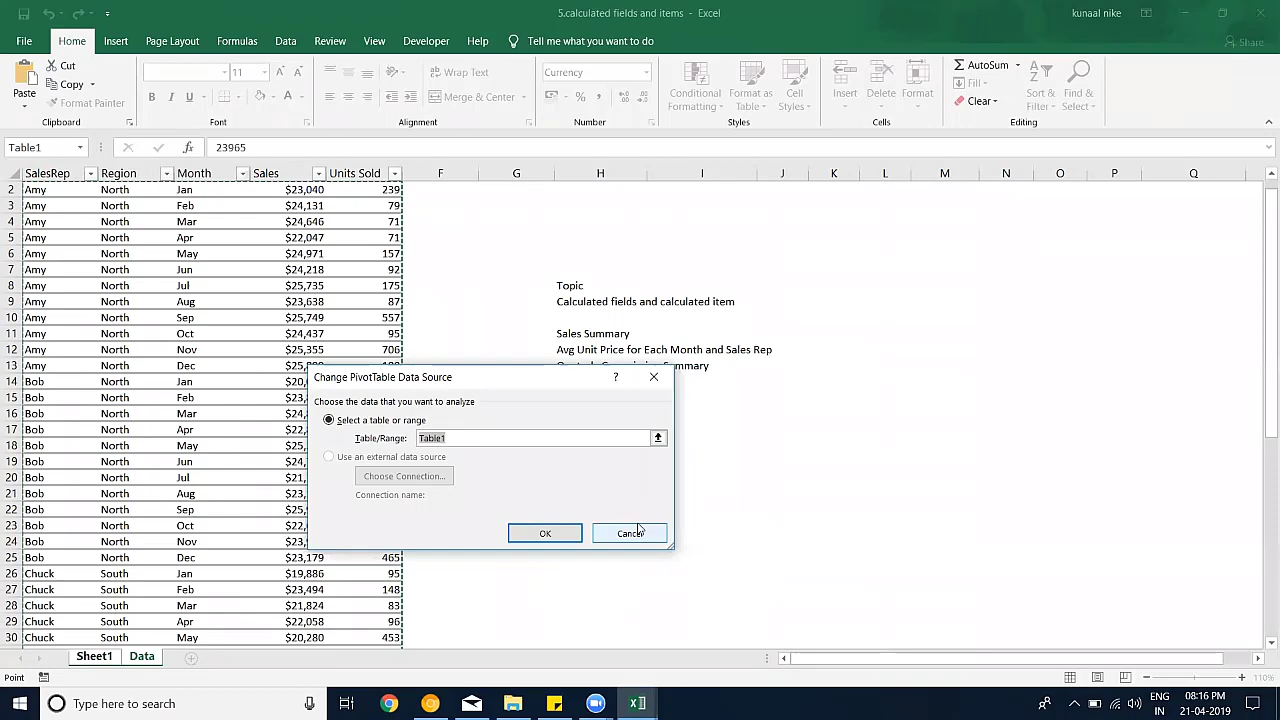 5.calculated fields and items - Excel
kunaal nike
File Home Insert Page Layout Formulas Data Review View Developer Help Tell me what you want to do Share
Paste
Cut
Copy
Format Painter
Clipboard
11
B I U
Font
Wrap Text
Merge & Center
Alignment
Currency
Number
Conditional Formatting
Format as Table
Cell Styles
Styles
Insert
Delete
Format
Cells
AutoSum
Fill
Clear
Sort & Filter
Find & Select
Editing
Table1 fx 23965
SalesRep Region Month Sales Units Sold F G H I J K L M N O P Q
2 Amy North Jan $23,040 239
3 Amy North Feb $24,131 79
4 Amy North Mar $24,646 71
5 Amy North Apr $22,047 71
6 Amy North May $24,971 157
7 Amy North Jun $24,218 92
8 Amy North Jul $25,735 175 Topic
9 Amy North Aug $23,638 87 Calculated fields and calculated item
10 Amy North Sep $25,749 557
11 Amy North Oct $24,437 95 Sales Summary
12 Amy North Nov $25,355 706 Avg Unit Price for Each Month and Sales Rep
13 Amy North Dec Summary
14 Bob North Jan
15 Bob North Feb
16 Bob North Mar
17 Bob North Apr
18 Bob North May
19 Bob North Jun
20 Bob North Jul
21 Bob North Aug
22 Bob North Sep
23 Bob North Oct
24 Bob North Nov
25 Bob North Dec $23,179 465
26 Chuck South Jan $19,886 95
27 Chuck South Feb $23,494 148
28 Chuck South Mar $21,824 83
29 Chuck South Apr $22,058 96
30 Chuck South May $20,280 453
Change PivotTable Data Source ?
Choose the data that you want to analyze
Select a table or range
Table/Range: Table1
Use an external data source
Choose Connection...
Connection name:
OK Cancel
Sheet1 Data
Point 110%
Type here to search
ENG IN
08:16 PM
21-04-2019